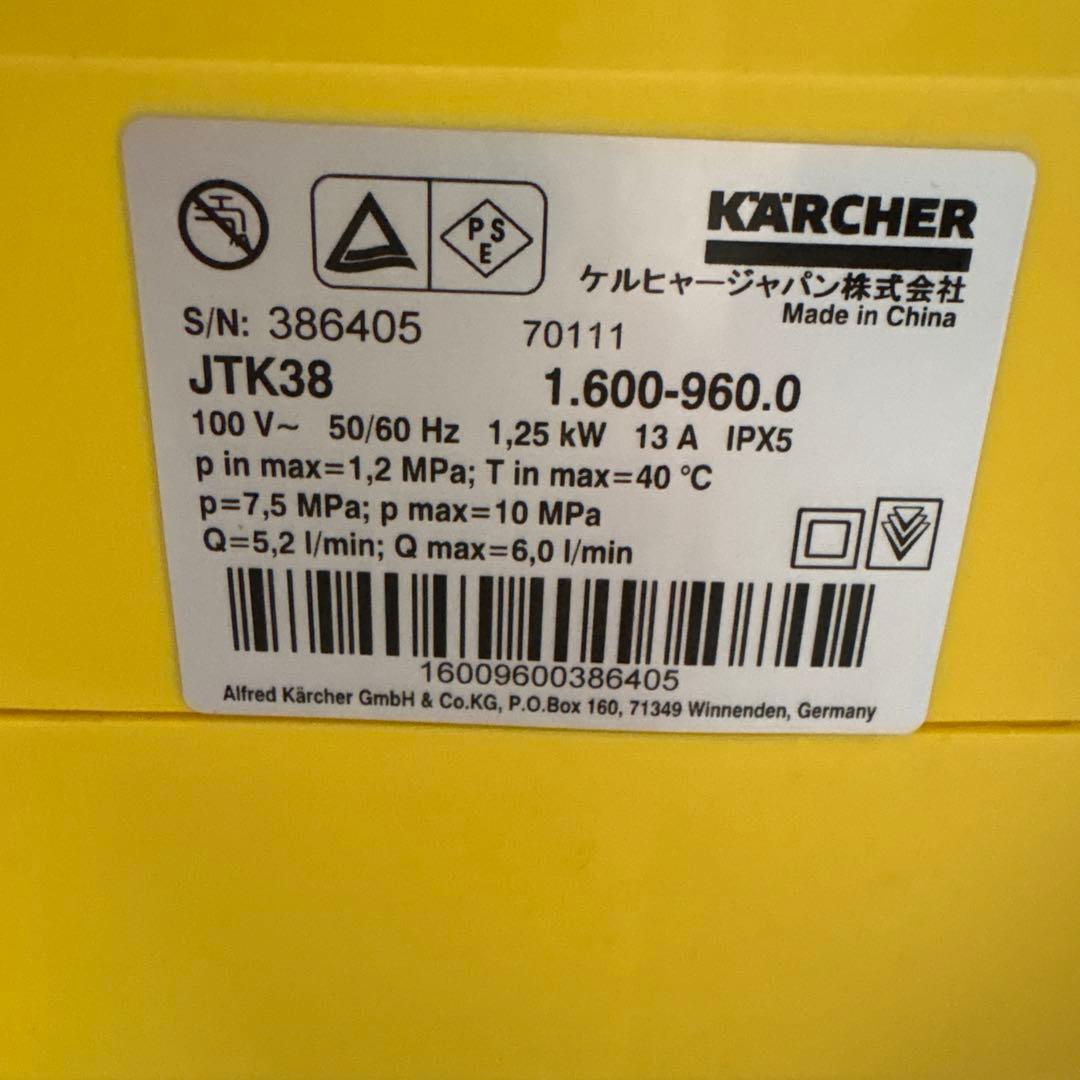 PSE
KÄRCHER
ケルヒャージャパン株式会社
Made in China
S/N: 386405 70111
JTK38 1.600-960.0
100 V~ 50/60 Hz 1,25 kW 13 A IPX5
p in max=1,2 MPa; T in max=40 °C
p=7,5 MPa; p max=10 MPa
Q=5,2 l/min; Q max=6,0 l/min
16009600386405
Alfred Kärcher GmbH & Co.KG, P.O.Box 160, 71349 Winnenden, Germany